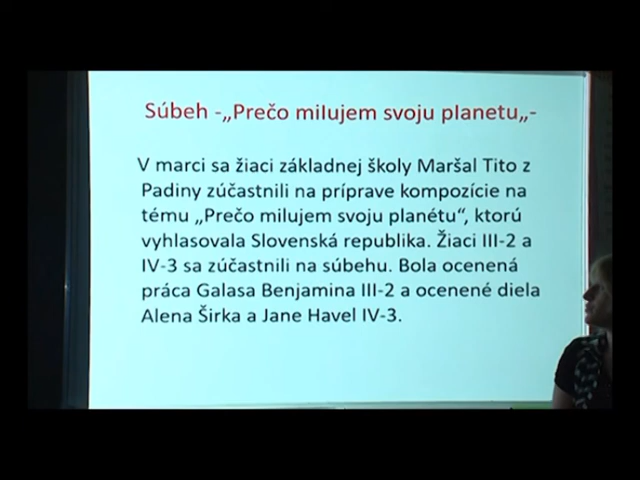 Súbeh -„Prečo milujem svoju planetu„-
V marci sa žiaci základnej školy Maršal Tito z
Padiny zúčastnili na príprave kompozície na
tému „Prečo milujem svoju planétu“, ktorú
vyhlasovala Slovenská republika. Žiaci III-2 a
IV-3 sa zúčastnili na súbehu. Bola ocenená
práca Galasa Benjamina III-2 a ocenené diela
Alena Širka a Jane Havel IV-3.